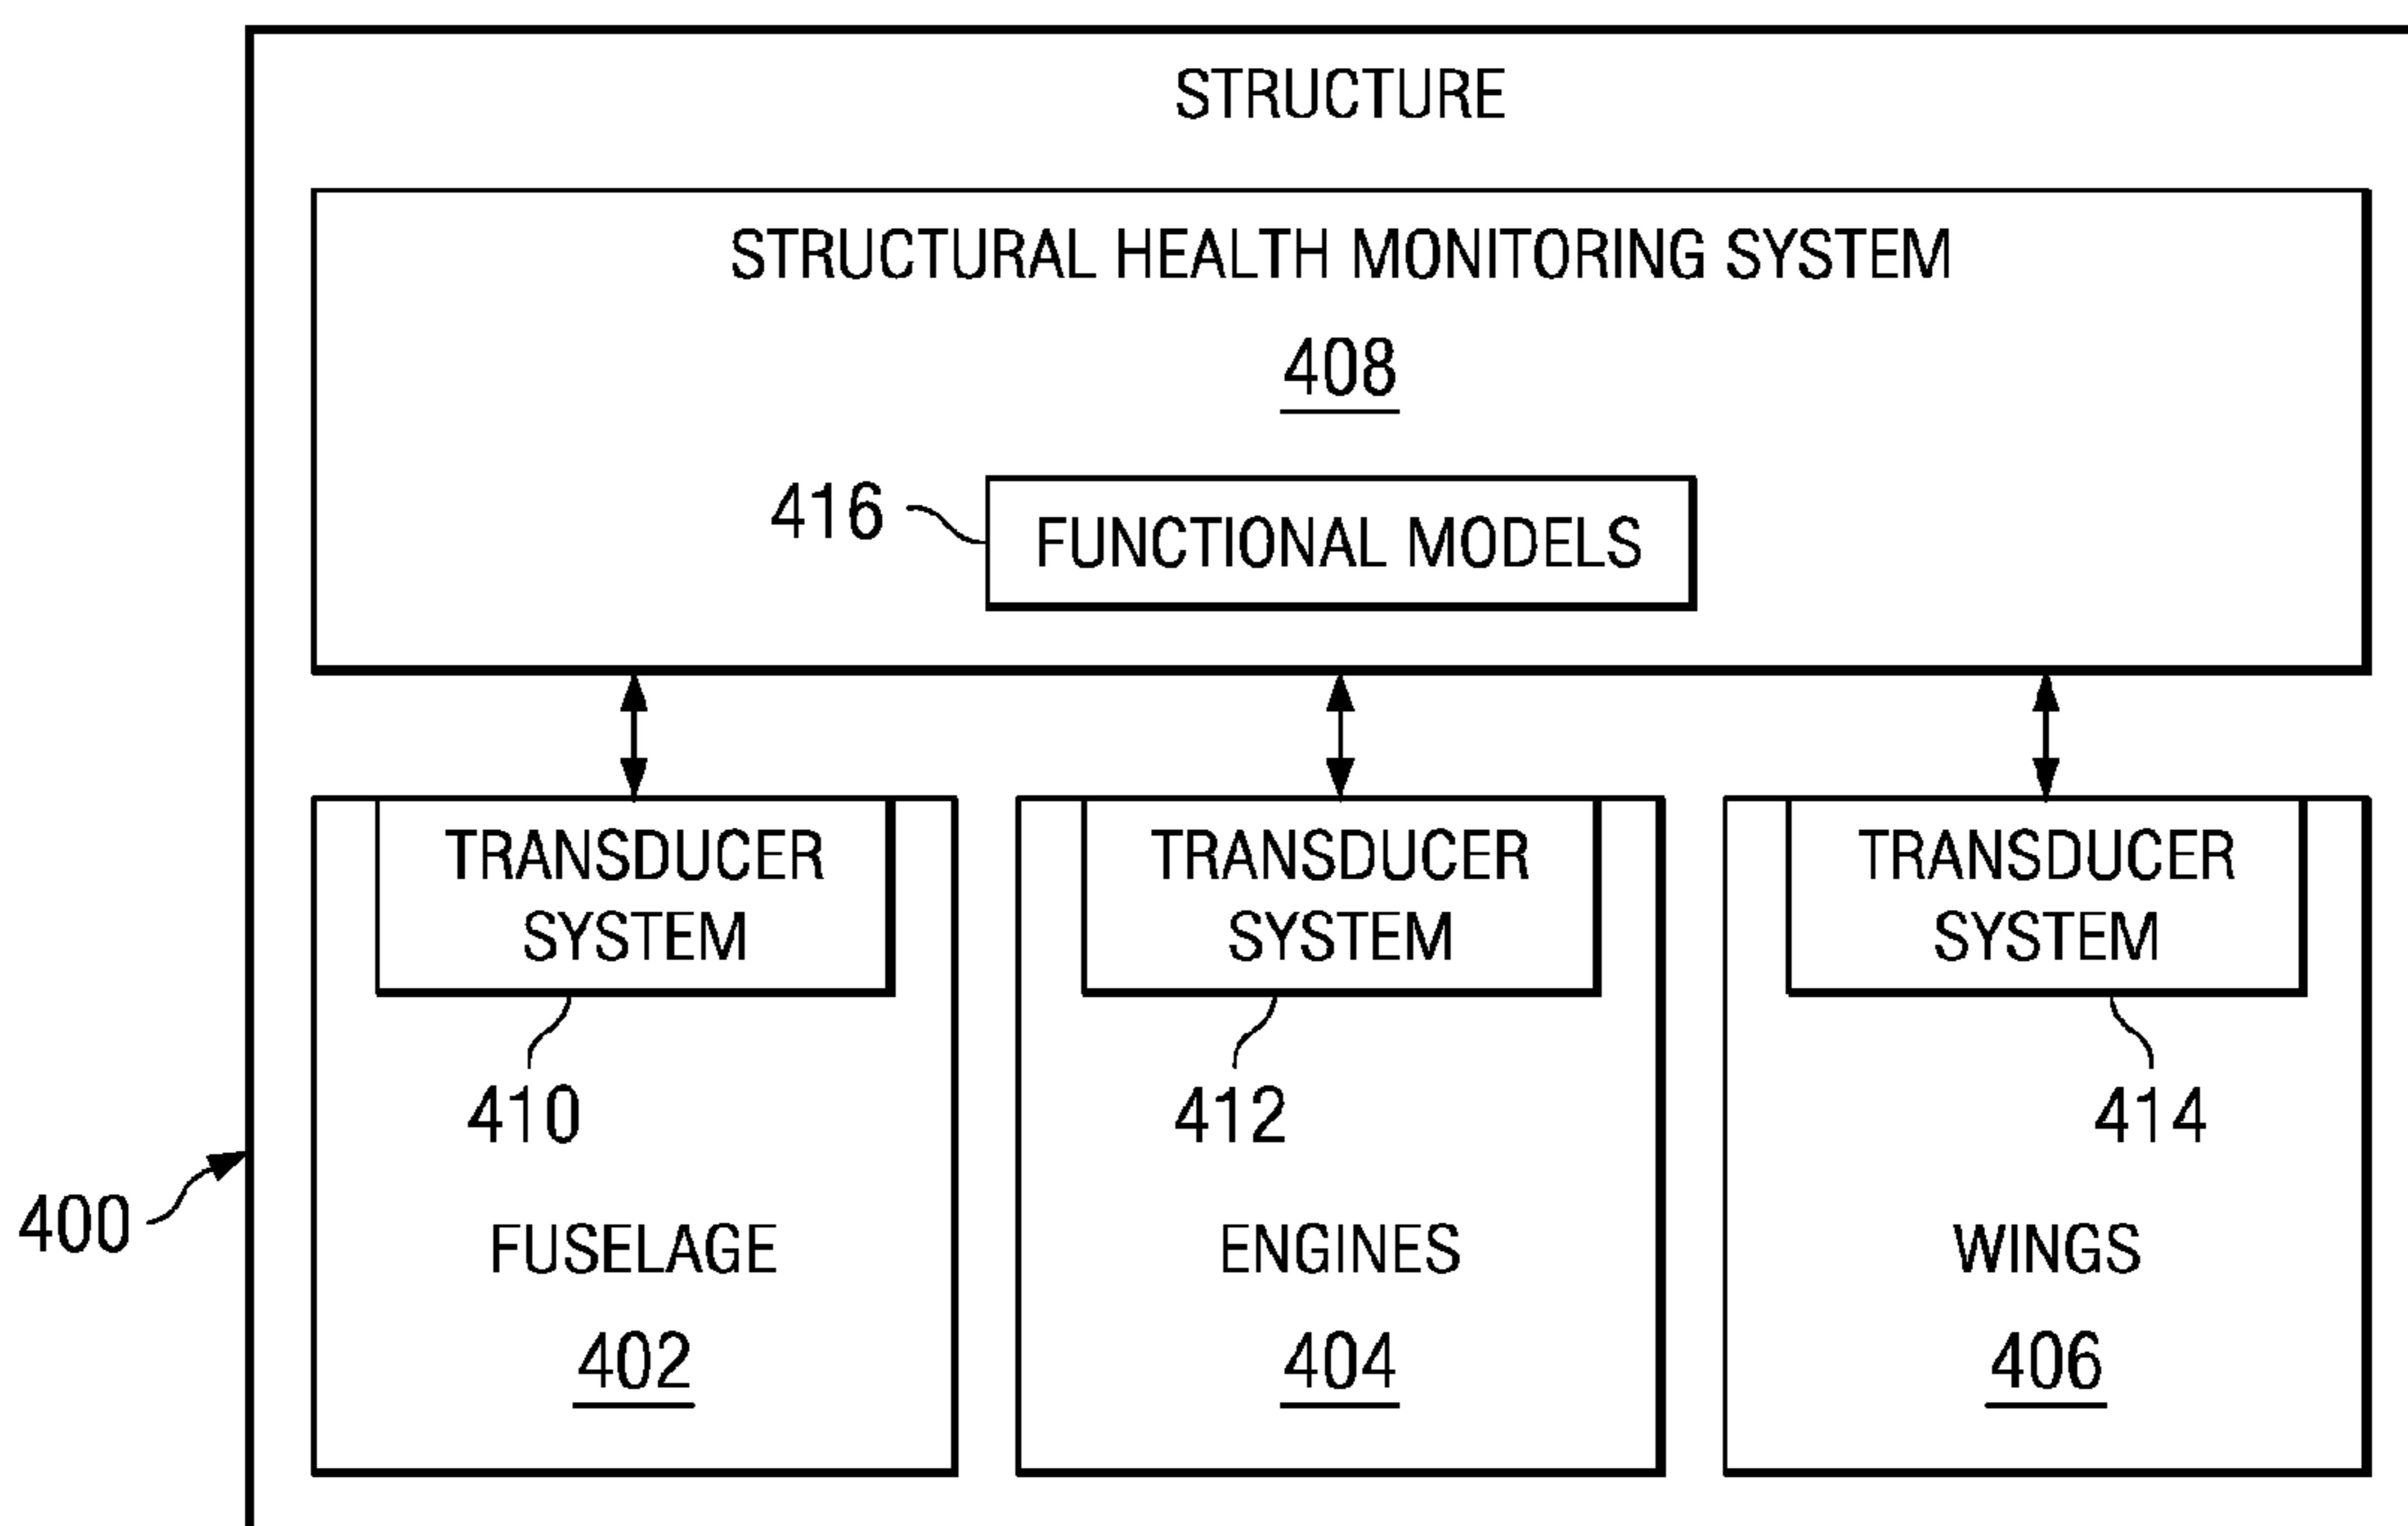 STRUCTURE
STRUCTURAL HEALTH MONITORING SYSTEM
408
416
FUNCTIONAL MODELS
TRANSDUCER
SYSTEM
410
FUSELAGE
402
TRANSDUCER
SYSTEM
412
ENGINES
404
TRANSDUCER
SYSTEM
414
WINGS
406
400